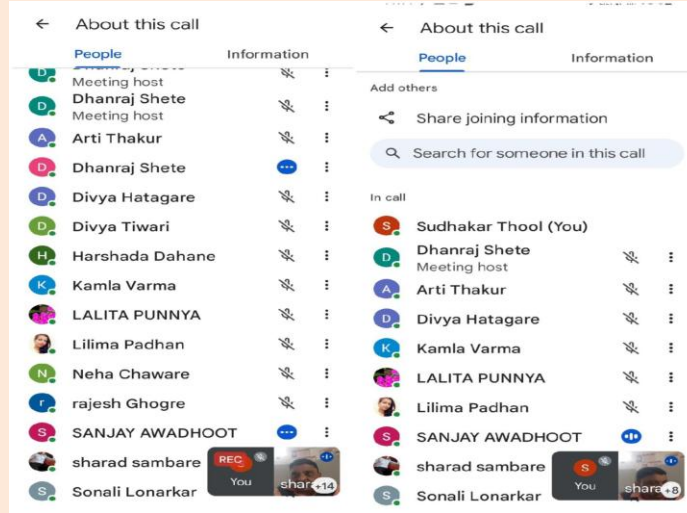 ← About this call
People Information
Meeting host
Dhanraj Shete
Meeting host
A Arti Thakur
D Dhanraj Shete
D Divya Hatagare
D Divya Tiwari
H Harshada Dahane
K Kamla Varma
LALITA PUNNYA
Lilima Padhan
N Neha Chaware
r rajesh Ghogre
S SANJAY AWADHOOT
sharad sambare
S Sonali Lonarkar
REC
You
shara +14
← About this call
People Information
Add others
Share joining information
Search for someone in this call
In call
S Sudhakar Thool (You)
D Dhanraj Shete
Meeting host
A Arti Thakur
D Divya Hatagare
K Kamla Varma
LALITA PUNNYA
Lilima Padhan
S SANJAY AWADHOOT
sharad sambare
S Sonali Lonarkar
S
You
shara +8